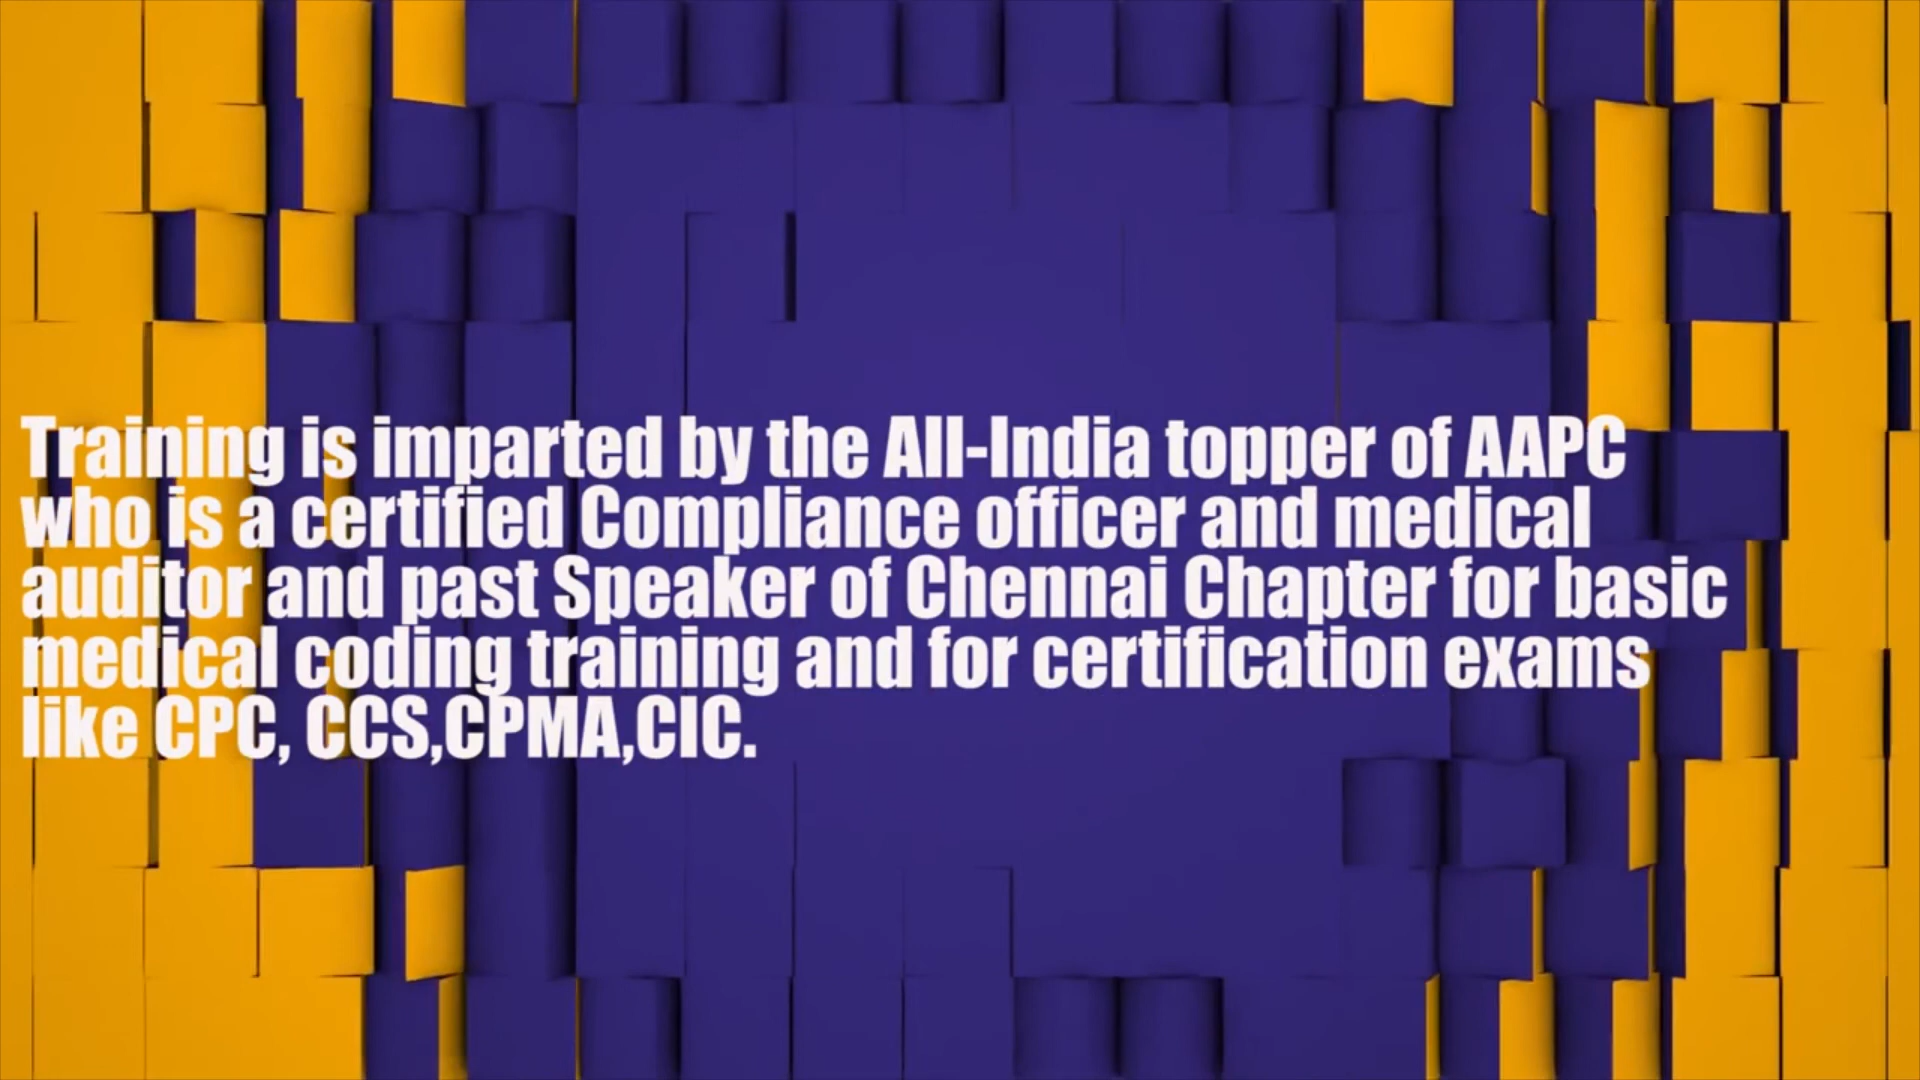 Training is imparted by the All-India topper of AAPC
who is a certified Compliance officer and medical
auditor and past Speaker of Chennai Chapter for basic
medical coding training and for certification exams
like CPC, CCS,CPMA,CIC.